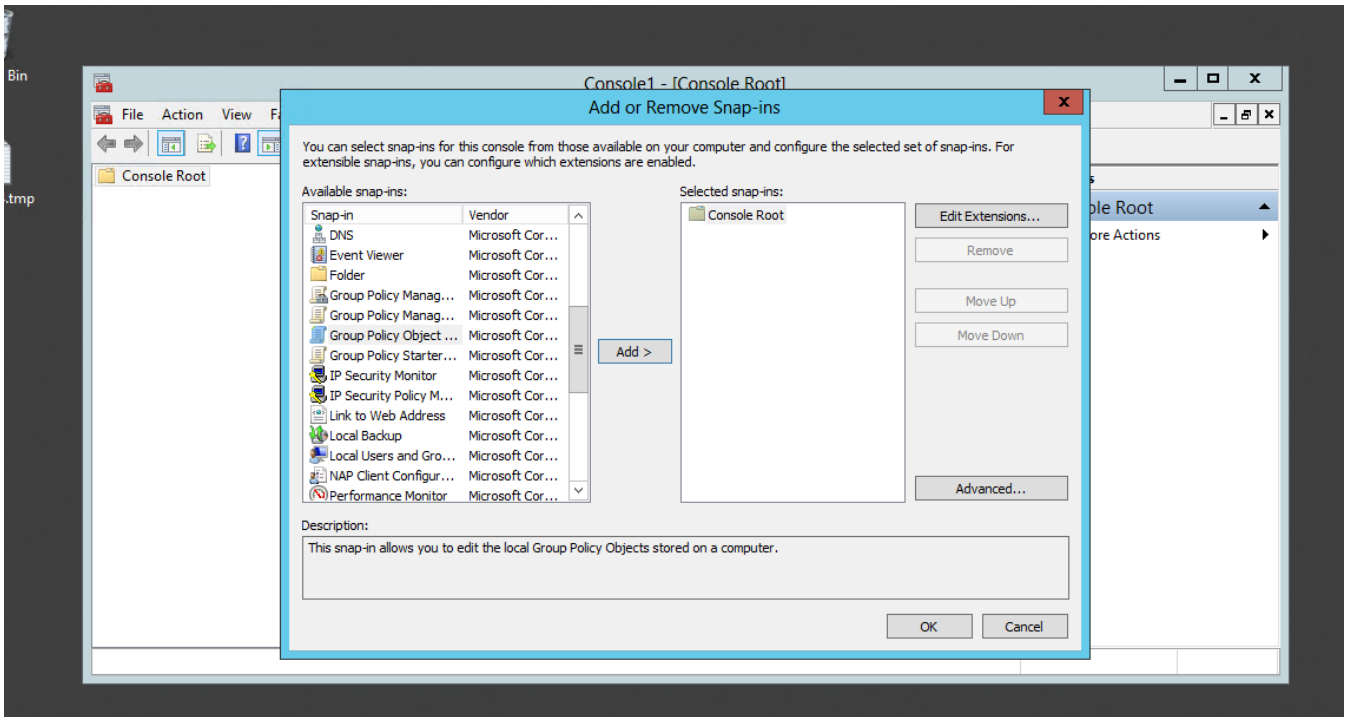 Bin
.tmp
Console1 - [Console Root]
File Action View
Add or Remove Snap-ins
Console Root
You can select snap-ins for this console from those available on your computer and configure the selected set of snap-ins. For
extensible snap-ins, you can configure which extensions are enabled.
Available snap-ins:
Snap-in Vendor
DNS Microsoft Cor...
Event Viewer Microsoft Cor...
Folder Microsoft Cor...
Group Policy Manag... Microsoft Cor...
Group Policy Manag... Microsoft Cor...
Group Policy Object ... Microsoft Cor...
Group Policy Starter... Microsoft Cor...
IP Security Monitor Microsoft Cor...
IP Security Policy M... Microsoft Cor...
Link to Web Address Microsoft Cor...
Local Backup Microsoft Cor...
Local Users and Gro... Microsoft Cor...
NAP Client Configur... Microsoft Cor...
Performance Monitor Microsoft Cor...
Add >
Selected snap-ins:
Console Root
Edit Extensions...
Remove
Move Up
Move Down
Advanced...
Description:
This snap-in allows you to edit the local Group Policy Objects stored on a computer.
OK Cancel
ole Root
ore Actions